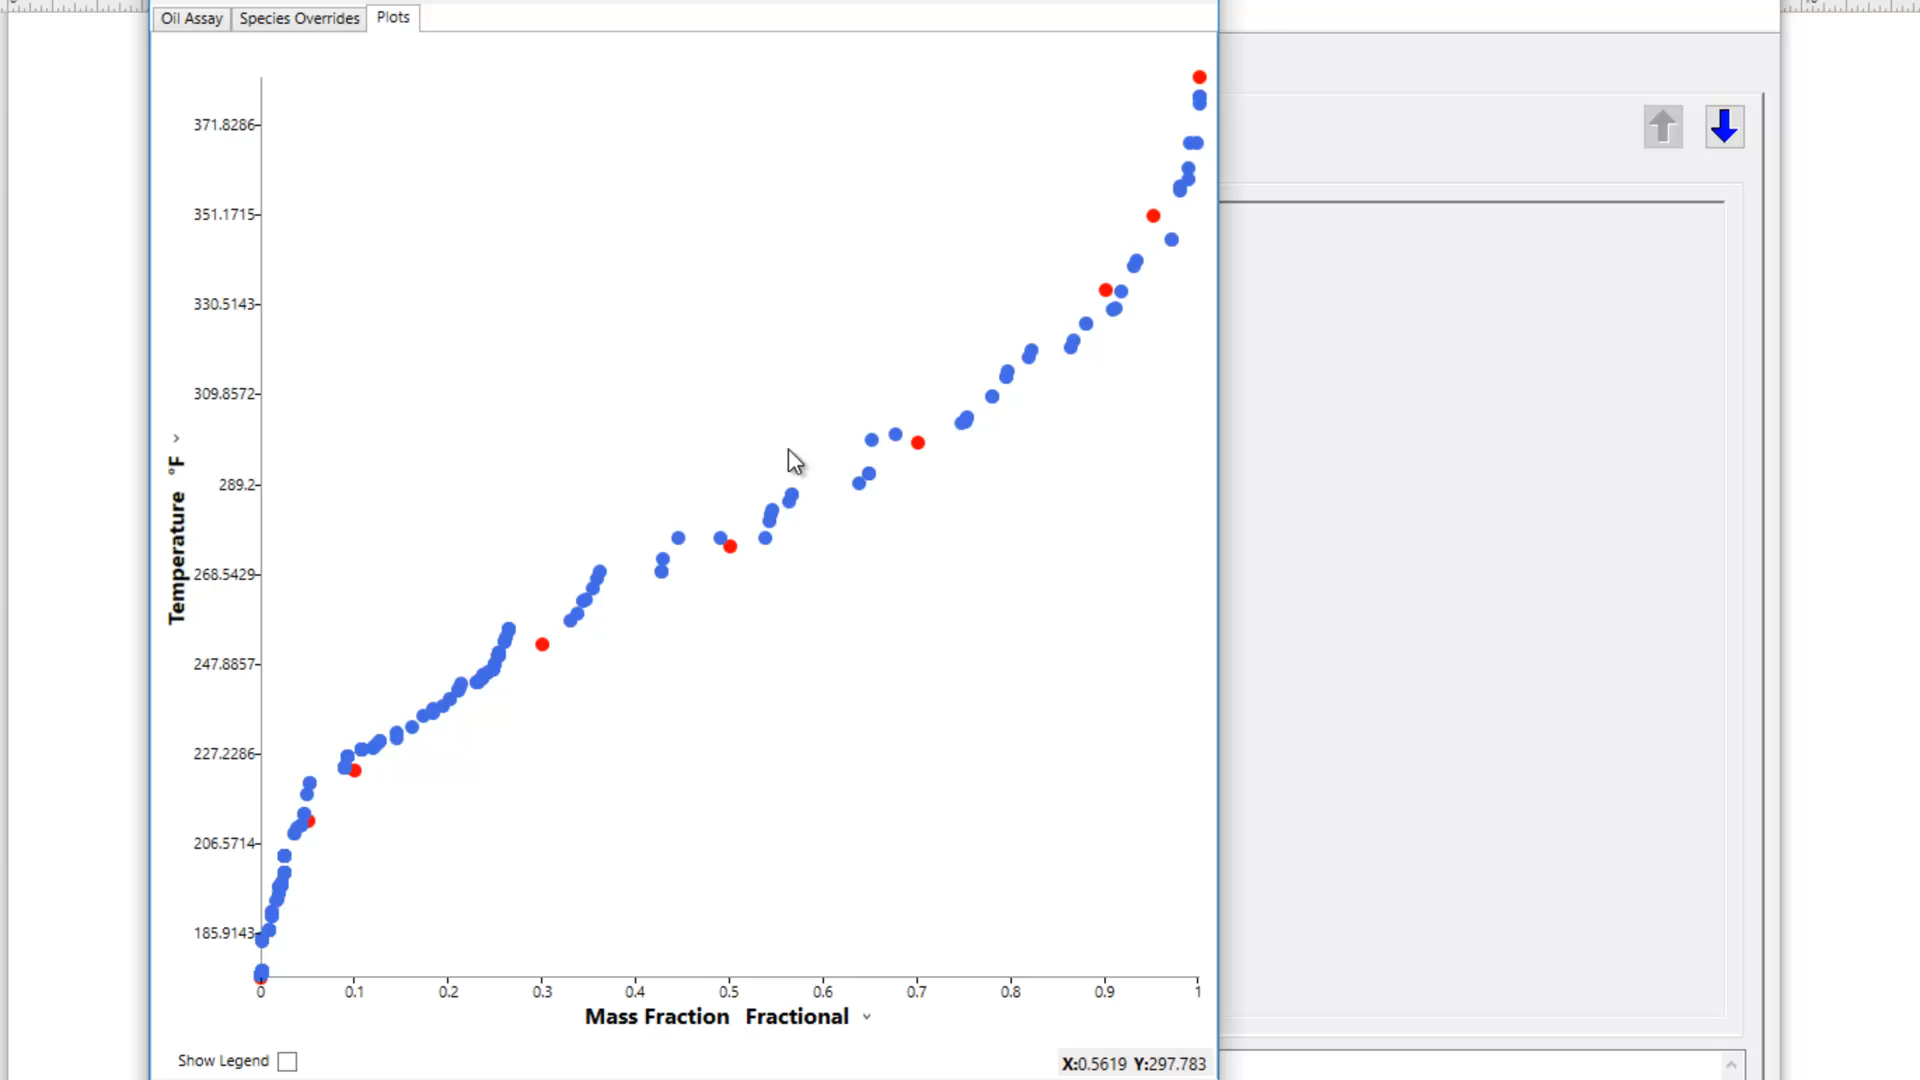 Oil Assay Species Overrides Plots
371.8286
351.1715
330.5143
309.8572
289.2
268.5429
247.8857
227.2286
206.5714
185.9143
Temperature °F
0 0.1 0.2 0.3 0.4 0.5 0.6 0.7 0.8 0.9 1
Mass Fraction Fractional
Show Legend X:0.5619 Y:297.783